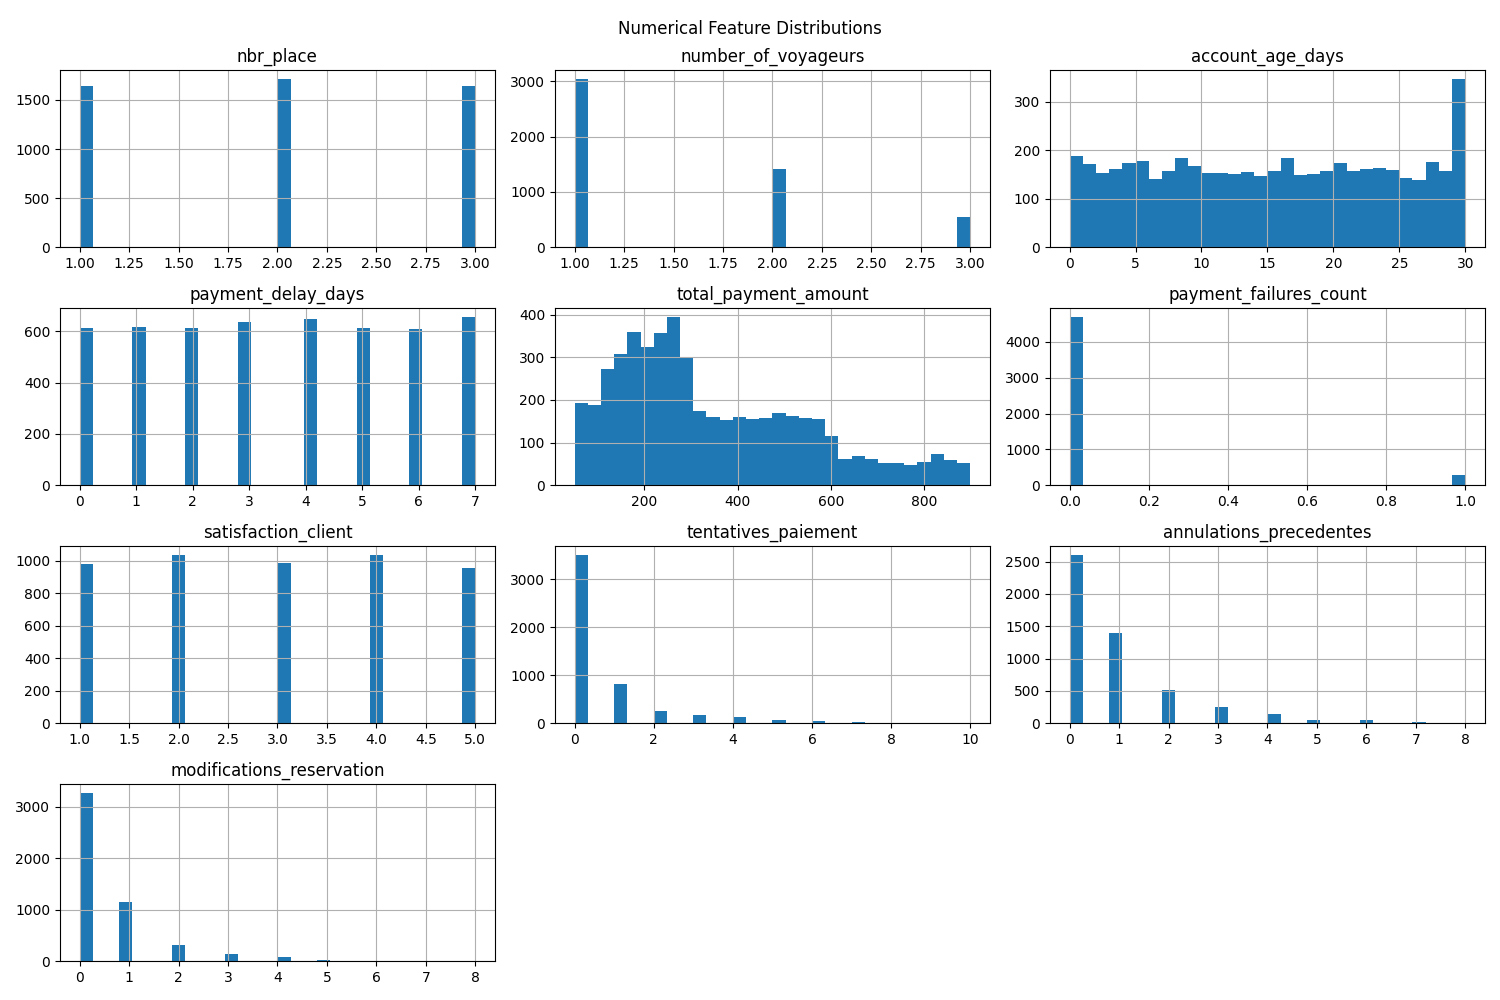 Numerical Feature Distributions
nbr_place
number_of_voyageurs
account_age_days
1500
1000
500
0
1.00 1.25 1.50 1.75 2.00 2.25 2.50 2.75 3.00
3000
2000
1000
0
1.00 1.25 1.50 1.75 2.00 2.25 2.50 2.75 3.00
300
200
100
0
0 5 10 15 20 25 30
payment_delay_days
total_payment_amount
payment_failures_count
600
400
200
0
0 1 2 3 4 5 6 7
400
300
200
100
0
200 400 600 800
4000
3000
2000
1000
0
0.0 0.2 0.4 0.6 0.8 1.0
satisfaction_client
tentatives_paiement
annulations_precedentes
1000
800
600
400
200
0
1.0 1.5 2.0 2.5 3.0 3.5 4.0 4.5 5.0
3000
2000
1000
0
0 2 4 6 8 10
2500
2000
1500
1000
500
0
0 1 2 3 4 5 6 7 8
modifications_reservation
3000
2000
1000
0
0 1 2 3 4 5 6 7 8